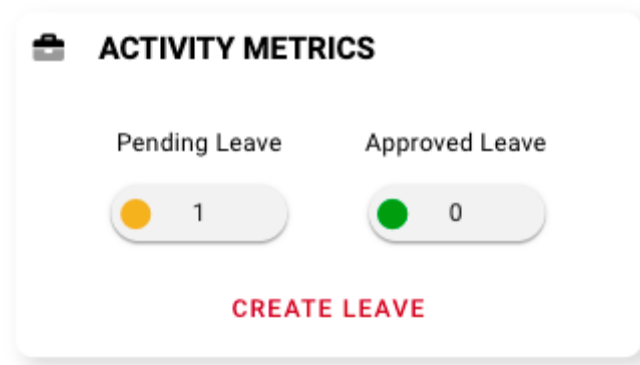 ACTIVITY METRICS
Pending Leave Approved Leave
1 0
CREATE LEAVE